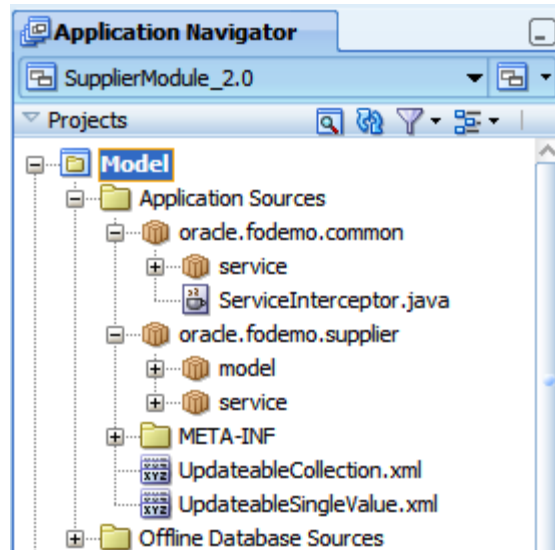 Application Navigator
SupplierModule_2.0
Projects
Model
Application Sources
oracle.fodemo.common
service
ServiceInterceptor.java
oracle.fodemo.supplier
model
service
META-INF
UpdateableCollection.xml
UpdateableSingleValue.xml
Offline Database Sources